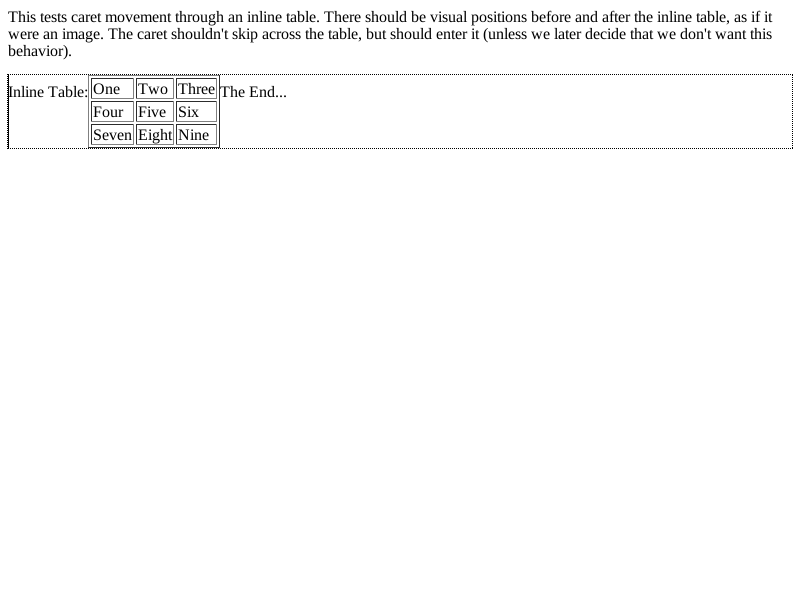 This tests caret movement through an inline table. There should be visual positions before and after the inline table, as if it
were an image. The caret shouldn't skip across the table, but should enter it (unless we later decide that we don't want this
behavior).
Inline Table: One Two Three The End...
Four Five Six
Seven Eight Nine